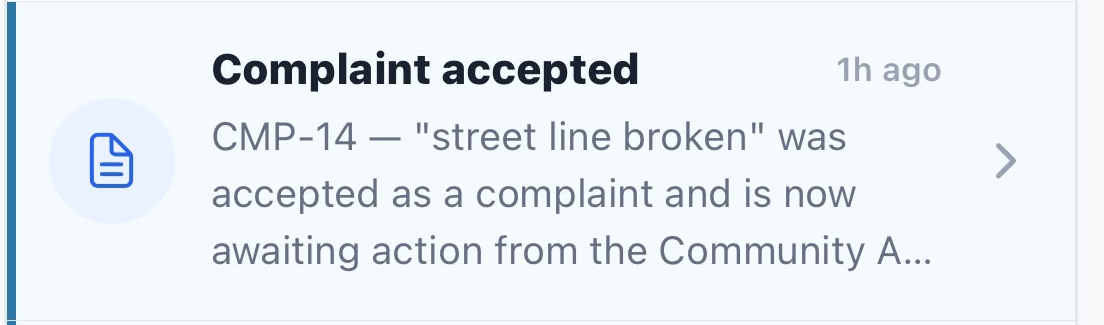 Complaint accepted
1h ago
CMP-14 — "street line broken" was
accepted as a complaint and is now
awaiting action from the Community A...